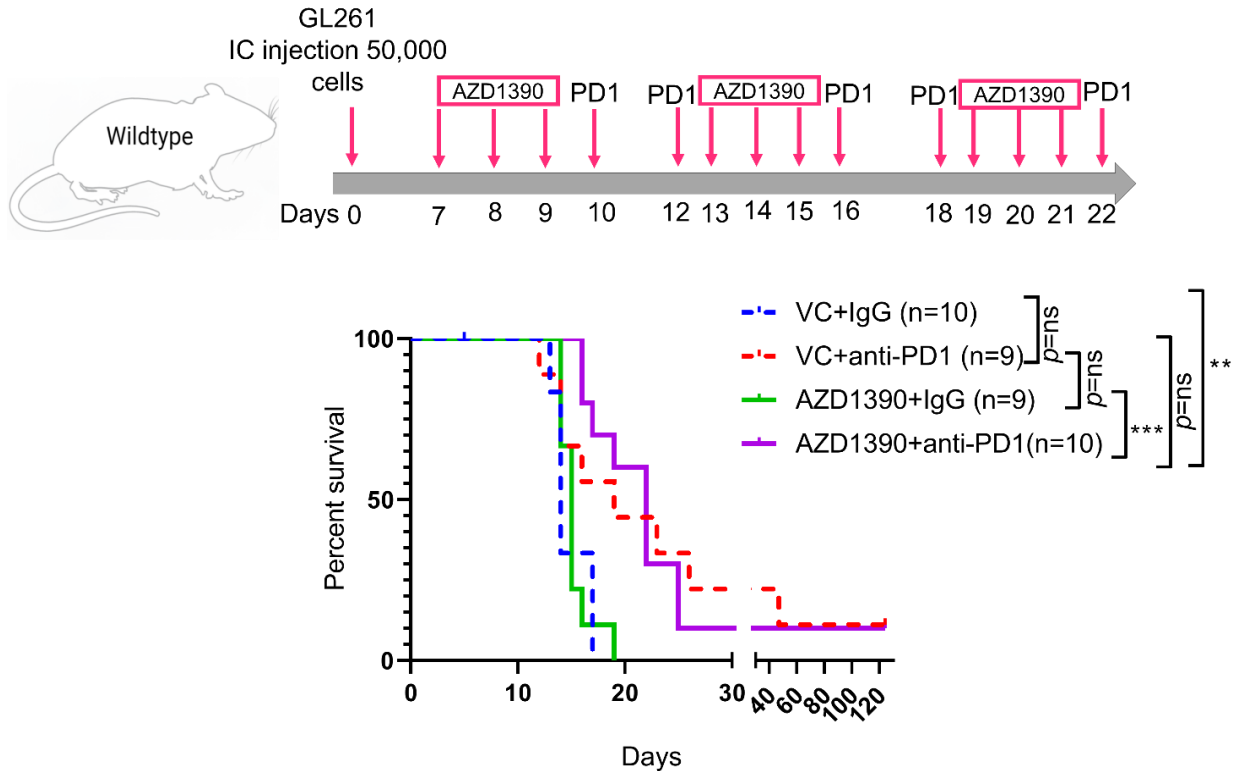 GL261
IC injection 50,000
cells
AZD1390 PD1 PD1 AZD1390 PD1 PD1 AZD1390 PD1
Wildtype
Days 0 7 8 9 10 12 13 14 15 16 18 19 20 21 22
VC+IgG (n=10)
VC+anti-PD1 (n=9)
AZD1390+IgG (n=9)
AZD1390+anti-PD1(n=10)
p=ns
p=ns
***
p=ns
**
Percent survival
100
50
0
0 10 20 30 40 60 80 100 120
Days